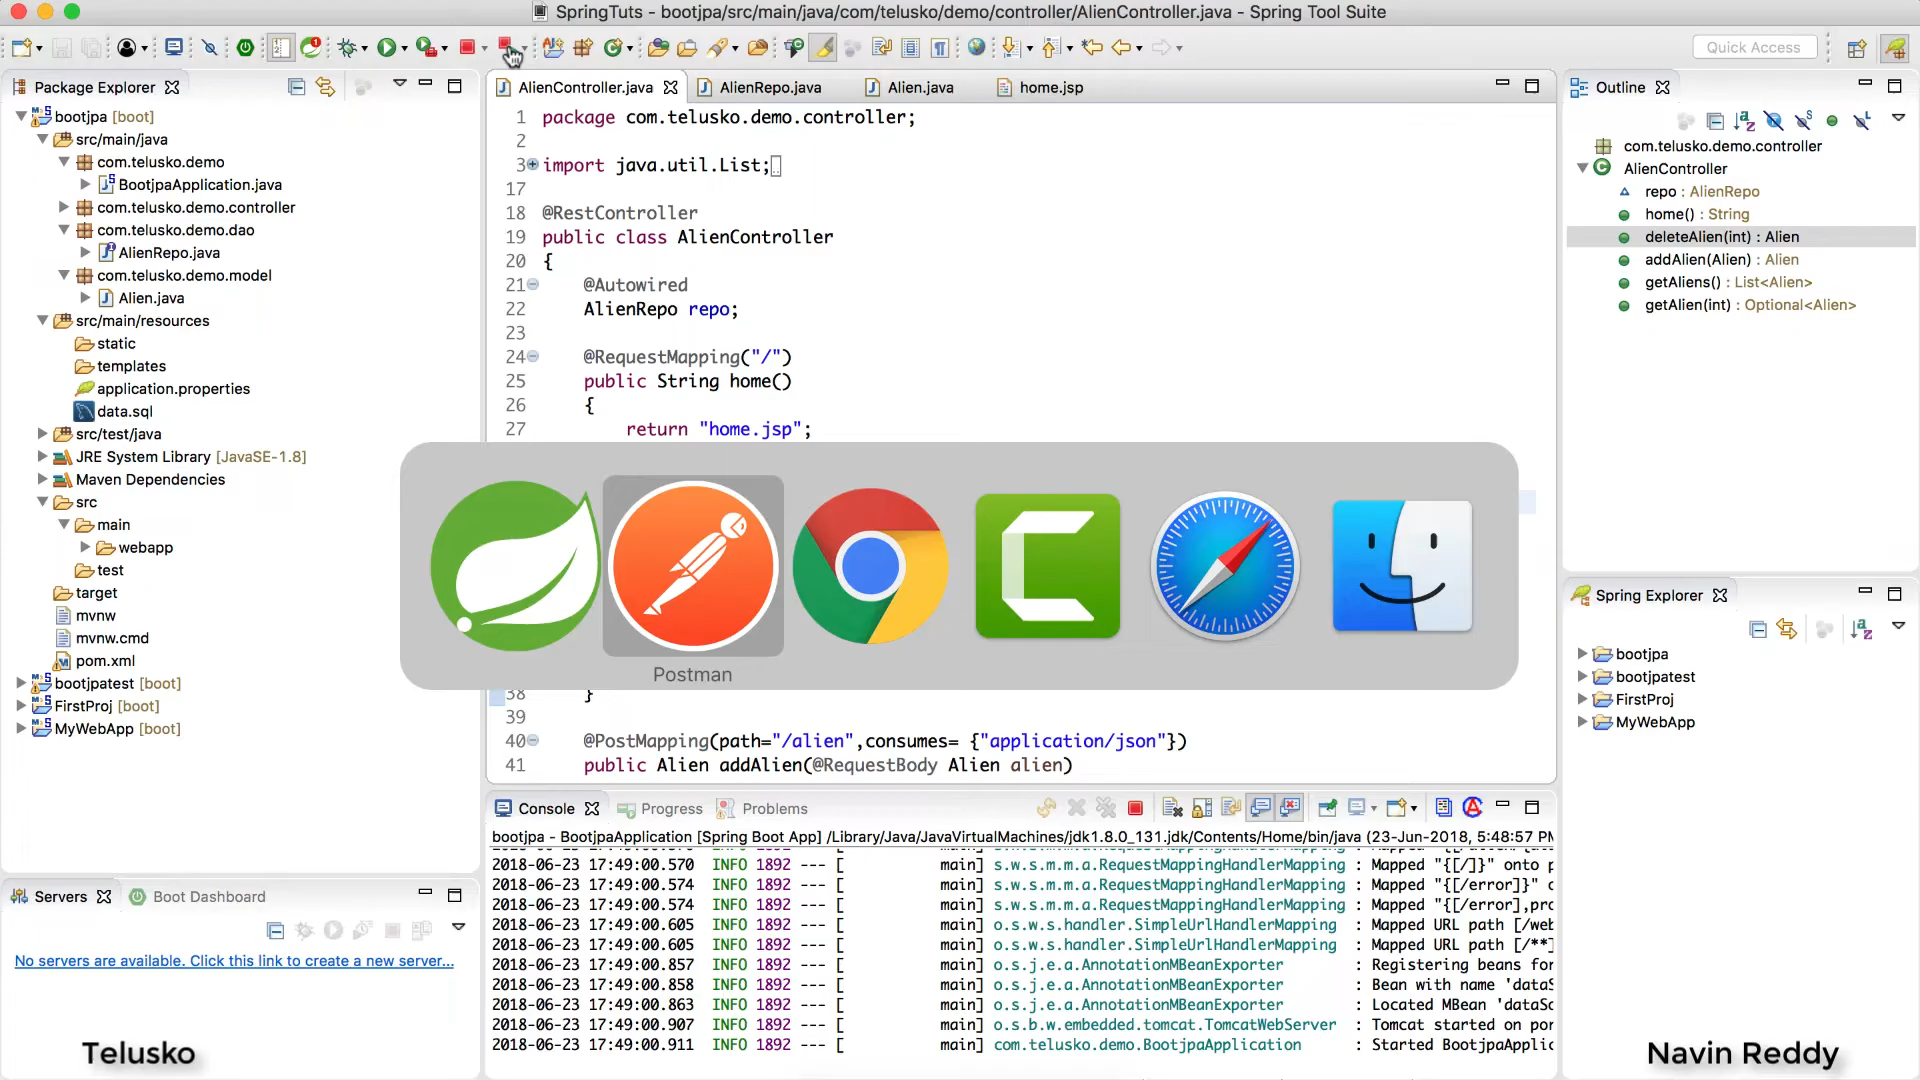 SpringTuts - bootjpa/src/main/java/com/telusko/demo/controller/AlienController.java - Spring Tool Suite
Quick Access
Package Explorer
bootjpa [boot]
src/main/java
com.telusko.demo
BootjpaApplication.java
com.telusko.demo.controller
com.telusko.demo.dao
AlienRepo.java
com.telusko.demo.model
Alien.java
src/main/resources
static
templates
application.properties
data.sql
src/test/java
JRE System Library [JavaSE-1.8]
Maven Dependencies
src
main
webapp
test
target
mvnw
mvnw.cmd
pom.xml
bootjpatest [boot]
FirstProj [boot]
MyWebApp [boot]
Servers
Boot Dashboard
No servers are available. Click this link to create a new server...
Telusko
AlienController.java
AlienRepo.java
Alien.java
home.jsp
1 package com.telusko.demo.controller;
2
3 import java.util.List;
17
18 @RestController
19 public class AlienController
20 {
21 @Autowired
22 AlienRepo repo;
23
24 @RequestMapping("/")
25 public String home()
26 {
27 return "home.jsp";
Postman
38 }
39
40 @PostMapping(path="/alien",consumes= {"application/json"})
41 public Alien addAlien(@RequestBody Alien alien)
Console
Progress
Problems
bootjpa - BootjpaApplication [Spring Boot App] /Library/Java/JavaVirtualMachines/jdk1.8.0_131.jdk/Contents/Home/bin/java (23-Jun-2018, 5:48:57 PM
2018-06-23 17:49:00.570 INFO 1892 --- [ main] s.w.s.m.m.a.RequestMappingHandlerMapping : Mapped "{[/]}" onto p
2018-06-23 17:49:00.574 INFO 1892 --- [ main] s.w.s.m.m.a.RequestMappingHandlerMapping : Mapped "{[/error]}" o
2018-06-23 17:49:00.574 INFO 1892 --- [ main] s.w.s.m.m.a.RequestMappingHandlerMapping : Mapped "{[/error],pro
2018-06-23 17:49:00.605 INFO 1892 --- [ main] o.s.w.s.handler.SimpleUrlHandlerMapping : Mapped URL path [/web
2018-06-23 17:49:00.605 INFO 1892 --- [ main] o.s.w.s.handler.SimpleUrlHandlerMapping : Mapped URL path [/**]
2018-06-23 17:49:00.857 INFO 1892 --- [ main] o.s.j.e.a.AnnotationMBeanExporter : Registering beans for
2018-06-23 17:49:00.858 INFO 1892 --- [ main] o.s.j.e.a.AnnotationMBeanExporter : Bean with name 'dataS
2018-06-23 17:49:00.863 INFO 1892 --- [ main] o.s.j.e.a.AnnotationMBeanExporter : Located MBean 'dataSo
2018-06-23 17:49:00.907 INFO 1892 --- [ main] o.s.b.w.embedded.tomcat.TomcatWebServer : Tomcat started on por
2018-06-23 17:49:00.911 INFO 1892 --- [ main] com.telusko.demo.BootjpaApplication : Started BootjpaApplic
Outline
com.telusko.demo.controller
AlienController
repo : AlienRepo
home() : String
deleteAlien(int) : Alien
addAlien(Alien) : Alien
getAliens() : List<Alien>
getAlien(int) : Optional<Alien>
Spring Explorer
bootjpa
bootjpatest
FirstProj
MyWebApp
Navin Reddy